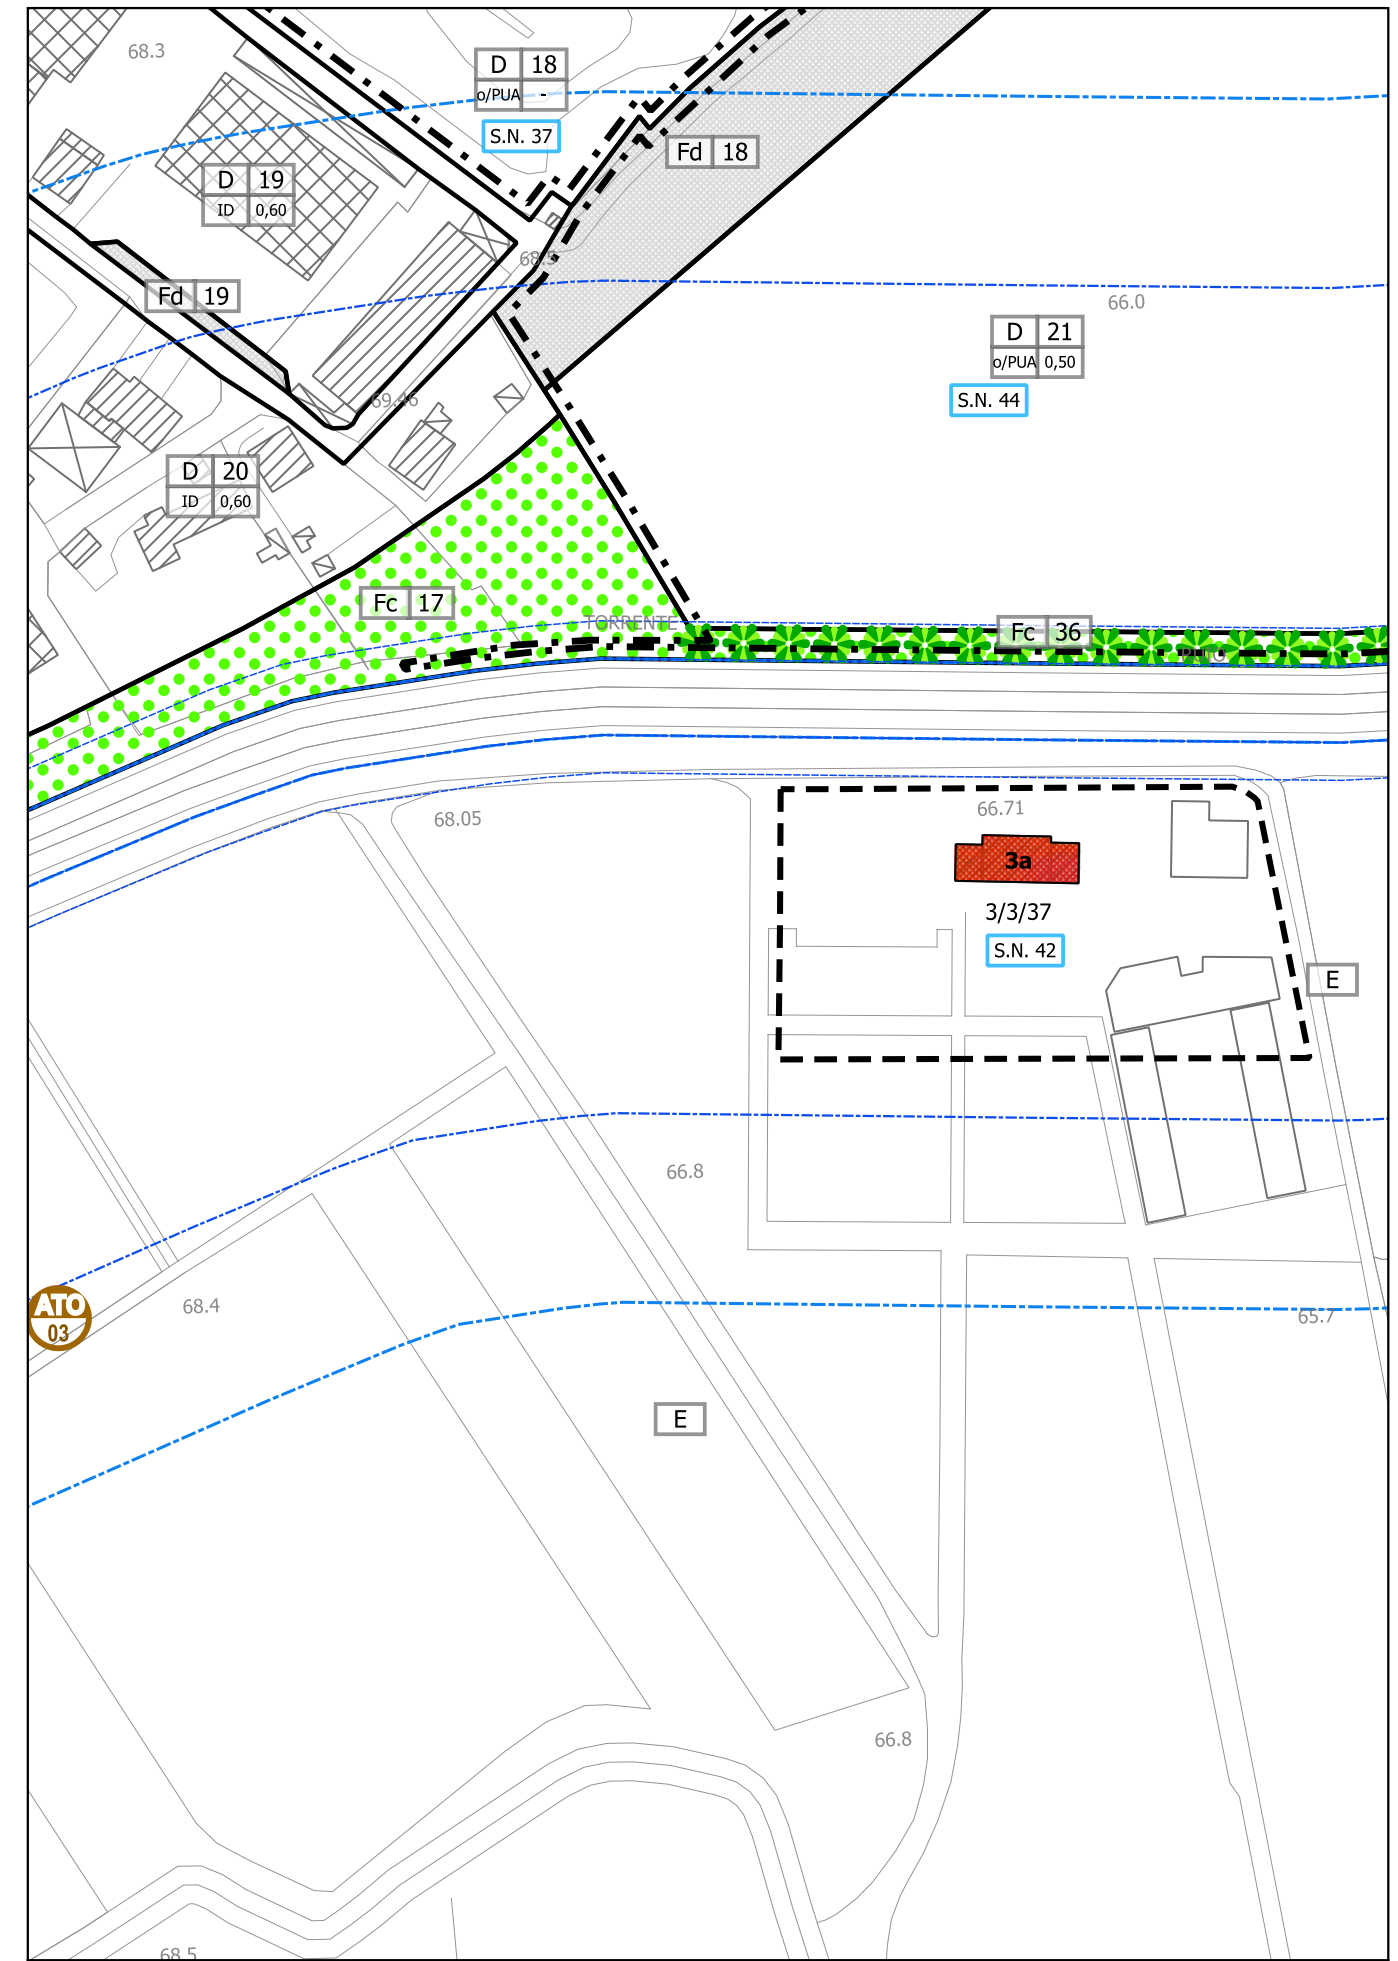 68.3
D 18
o/PUA -
S.N. 37
Fd 18
D 19
ID 0,60
68.5
Fd 19
66.0
D 21
o/PUA 0,50
S.N. 44
69.46
D 20
ID 0,60
Fc 17
TORRENTE
Fc 36
68.05
66.71
3a
3/3/37
S.N. 42
E
66.8
68.4
ATO
03
65.7
E
66.8
68.5